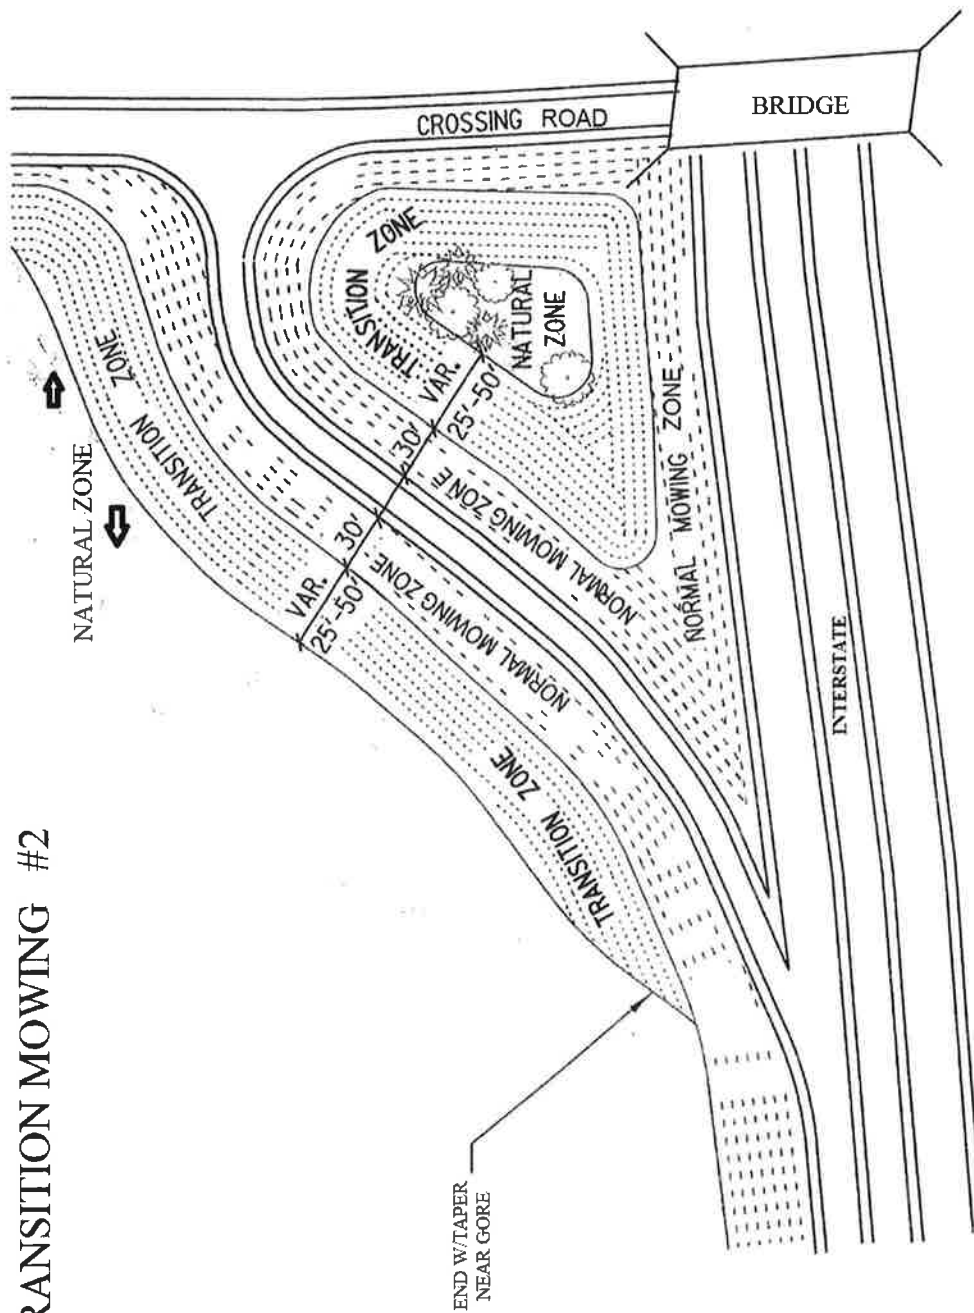 RANSITION MOWING #2
NATURAL ZONE
TRANSITION ZONE
CROSSING ROAD
BRIDGE
TRANSITION ZONE
NATURAL
ZONE
VAR.
25'-50'
30'
30'
VAR.
25'-50'
NORMAL MOWING ZONE
NORMAL MOWING ZONE
NORMAL MOWING ZONE
TRANSITION ZONE
INTERSTATE
END W/TAPER
NEAR GORE